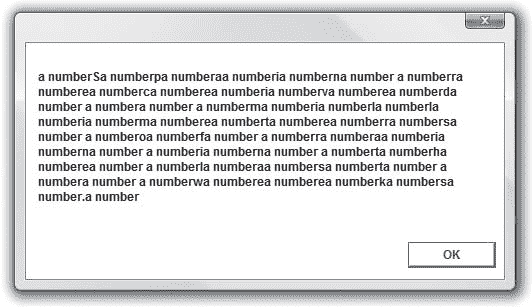 a numberSa numberpa numberaa numberia numberna number a numberra
numberea numberca numberea numberia numberva numberea numberda
number a numbera number a numberma numberia numberla numberla
numberia numberma numberea numberta numberea numberra numbersa
number a numberoa numberfa number a numberra numberaa numberia
numberna number a numberia numberna number a numberta numberha
numberea number a numberla numberaa numbersa numberta number a
numbera number a numberwa numberea numberea numberka numbersa
number.a number
OK